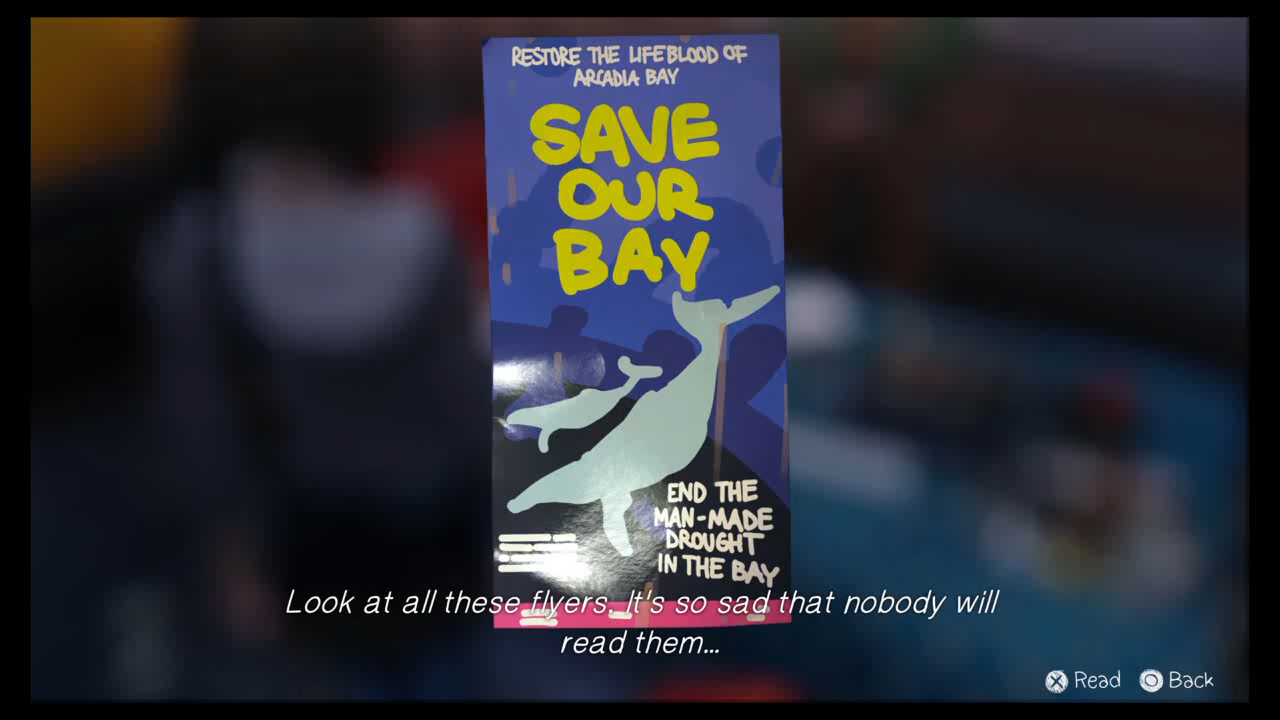 RESTORE THE LIFEBLOOD OF
ARCADIA BAY
SAVE
OUR
BAY
END THE
MAN-MADE
DROUGHT
IN THE BAY
Look at all these flyers. It's so sad that nobody will
read them...
Read Back